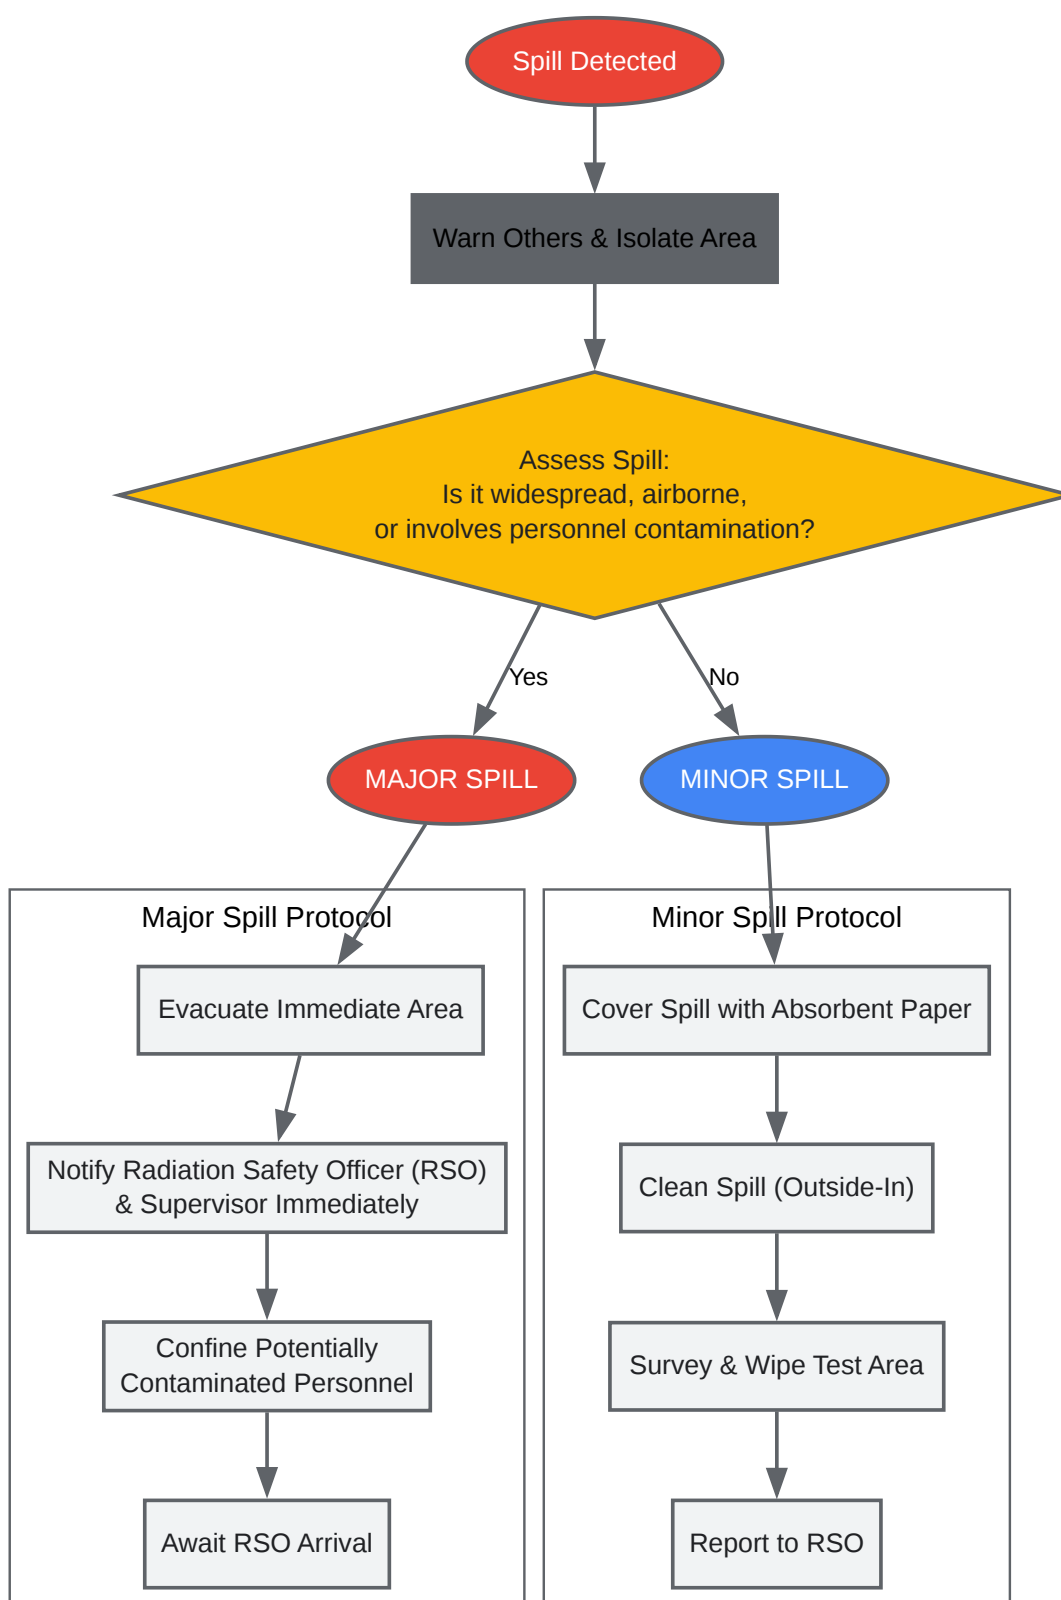 Spill Detected
Warn Others & Isolate Area
Assess Spill:
Is it widespread, airborne,
or involves personnel contamination?
Yes
No
MAJOR SPILL
MINOR SPILL
Major Spill Protocol
Evacuate Immediate Area
Notify Radiation Safety Officer (RSO)
& Supervisor Immediately
Confine Potentially
Contaminated Personnel
Await RSO Arrival
Minor Spill Protocol
Cover Spill with Absorbent Paper
Clean Spill (Outside-In)
Survey & Wipe Test Area
Report to RSO